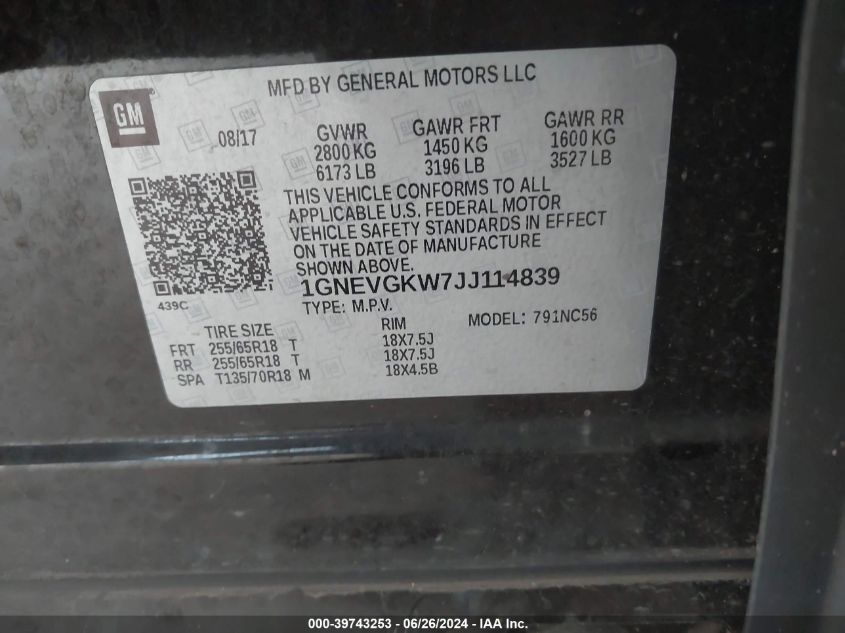 MFD BY GENERAL MOTORS LLC
GM
08/17
GVWR GAWR FRT GAWR RR
2800 KG 1450 KG 1600 KG
6173 LB 3196 LB 3527 LB
THIS VEHICLE CONFORMS TO ALL
APPLICABLE U.S. FEDERAL MOTOR
VEHICLE SAFETY STANDARDS IN EFFECT
ON THE DATE OF MANUFACTURE
SHOWN ABOVE.
1GNEVGKW7JJ114839
439C
TYPE: M.P.V. MODEL: 791NC56
TIRE SIZE RIM
FRT 255/65R18 T 18X7.5J
RR 255/65R18 T 18X7.5J
SPA T135/70R18 M 18X4.5B
000-39743253 - 06/26/2024 - IAA Inc.